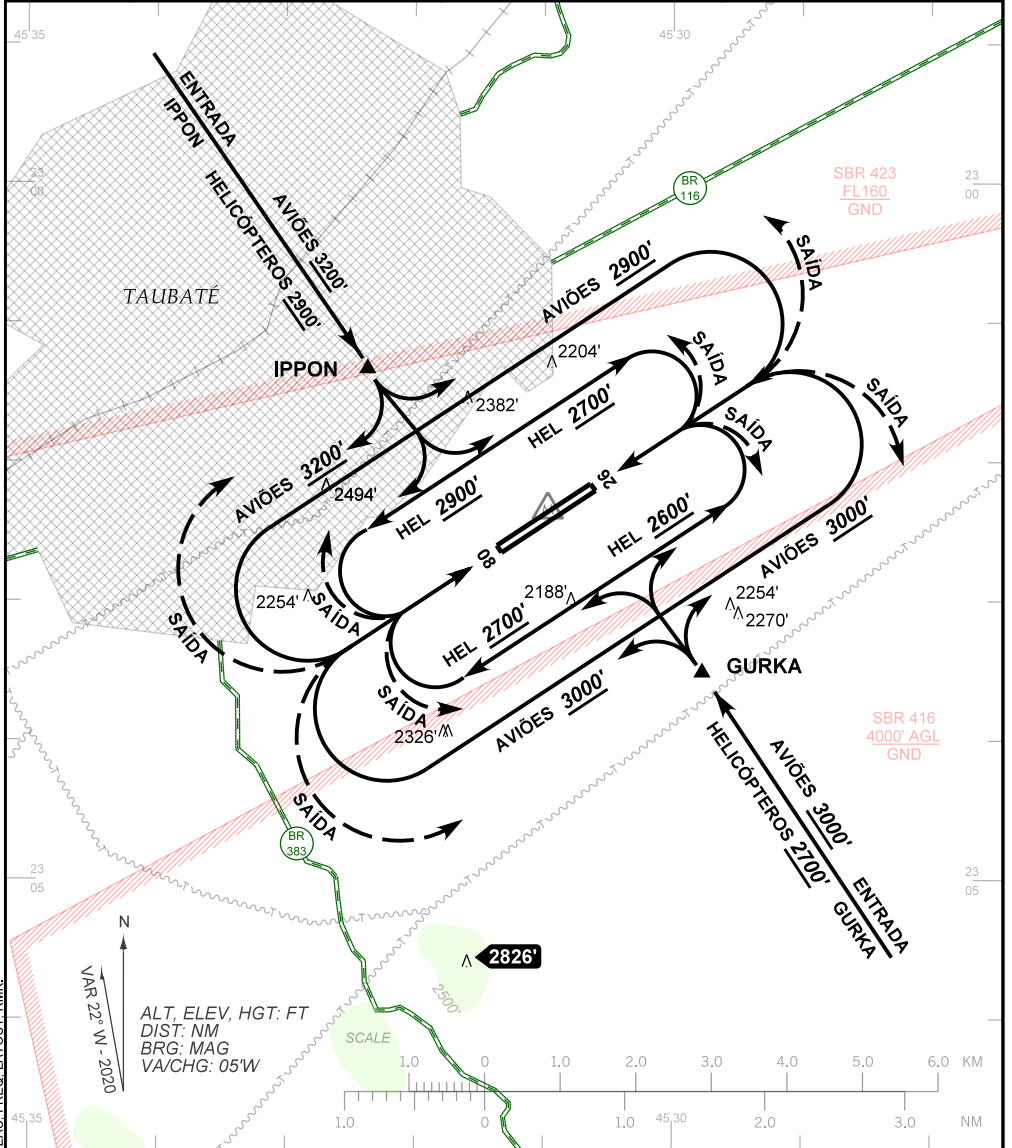 45 35
45 30
ENTRADA
IPPON
AVIÕES 3200'
HELICÓPTEROS 2900'
23
00
BR
116
SBR 423
FL160
GND
23
00
TAUBATÉ
SAÍDA
AVIÕES 2900'
IPPON
2204'
SAÍDA
2382'
HEL 2700'
SAÍDA
SAÍDA
AVIÕES 3200'
2494'
HEL 2900'
26
HEL 2600'
AVIÕES 3000'
08
2254'
SAÍDA
2188'
2254'
2270'
SAÍDA
HEL 2700'
GURKA
SAÍDA
2326'
AVIÕES 3000'
SBR 416
4000' AGL
GND
AVIÕES 3000'
HELICÓPTEROS 2700'
SAÍDA
BR
383
23
05
23
05
ENTRADA
GURKA
N
2826'
2500'
VAR 22° W - 2020
ALT, ELEV, HGT: FT
DIST: NM
BRG: MAG
VA/CHG: 05'W
SCALE
1.0 0 1.0 2.0 3.0 4.0 5.0 6.0 KM
45 35
1.0 0 1.0 45 30 2.0 3.0 NM